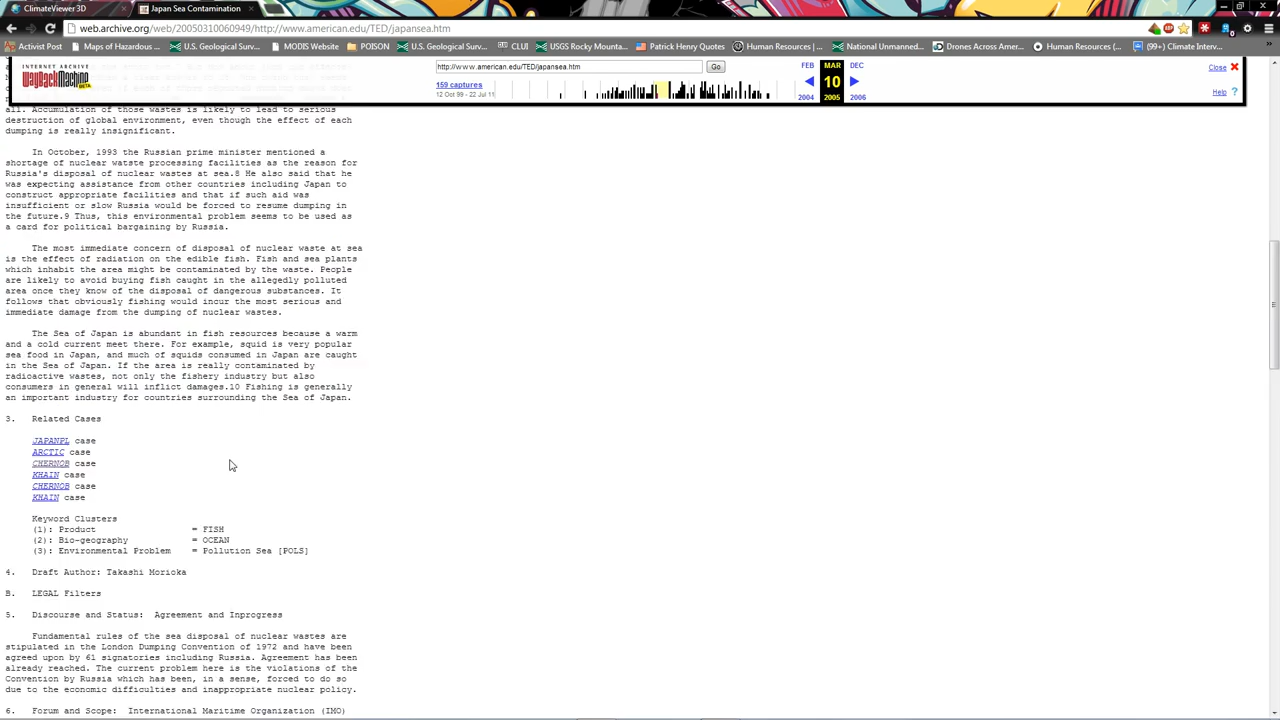 ClimateViewer 3D
Japan Sea Contamination
web.archive.org/web/20050310060949/http://www.american.edu/TED/japansea.htm
Activist Post
Maps of Hazardous ...
U.S. Geological Surv...
MODIS Website
POISON
U.S. Geological Surv...
CLUI
USGS Rocky Mounta...
Patrick Henry Quotes
Human Resources | ...
National Unmanned...
Drones Across Amer...
Human Resources (...
(99+) Climate Interv...
INTERNET ARCHIVE
WayBackMachine
BETA
http://www.american.edu/TED/japansea.htm
Go
159 captures
12 Oct 99 - 22 Jul 11
FEB
MAR
DEC
10
2004
2005
2006
Close
Help
all. Accumulation of those wastes is likely to lead to serious
destruction of global environment, even though the effect of each
dumping is really insignificant.
In October, 1993 the Russian prime minister mentioned a
shortage of nuclear watste processing facilities as the reason for
Russia's disposal of nuclear wastes at sea.8 He also said that he
was expecting assistance from other countries including Japan to
construct appropriate facilities and that if such aid was
insufficient or slow Russia would be forced to resume dumping in
the future.9 Thus, this environmental problem seems to be used as
a card for political bargaining by Russia.
The most immediate concern of disposal of nuclear waste at sea
is the effect of radiation on the edible fish. Fish and sea plants
which inhabit the area might be contaminated by the waste. People
are likely to avoid buying fish caught in the allegedly polluted
area once they know of the disposal of dangerous substances. It
follows that obviously fishing would incur the most serious and
immediate damage from the dumping of nuclear wastes.
The Sea of Japan is abundant in fish resources because a warm
and a cold current meet there. For example, squid is very popular
sea food in Japan, and much of squids consumed in Japan are caught
in the Sea of Japan. If the area is really contaminated by
radioactive wastes, not only the fishery industry but also
consumers in general will inflict damages.10 Fishing is generally
an important industry for countries surrounding the Sea of Japan.
3. Related Cases
JAPANPL case
ARCTIC case
CHERNOB case
KHAIN case
CHERNOB case
KHAIN case
Keyword Clusters
(1): Product = FISH
(2): Bio-geography = OCEAN
(3): Environmental Problem = Pollution Sea [POLS]
4. Draft Author: Takashi Morioka
B. LEGAL Filters
5. Discourse and Status: Agreement and Inprogress
Fundamental rules of the sea disposal of nuclear wastes are
stipulated in the London Dumping Convention of 1972 and have been
agreed upon by 61 signatories including Russia. Agreement has been
already reached. The current problem here is the violations of the
Convention by Russia which has been, in a sense, forced to do so
due to the economic difficulties and inappropriate nuclear policy.
6. Forum and Scope: International Maritime Organization (IMO)